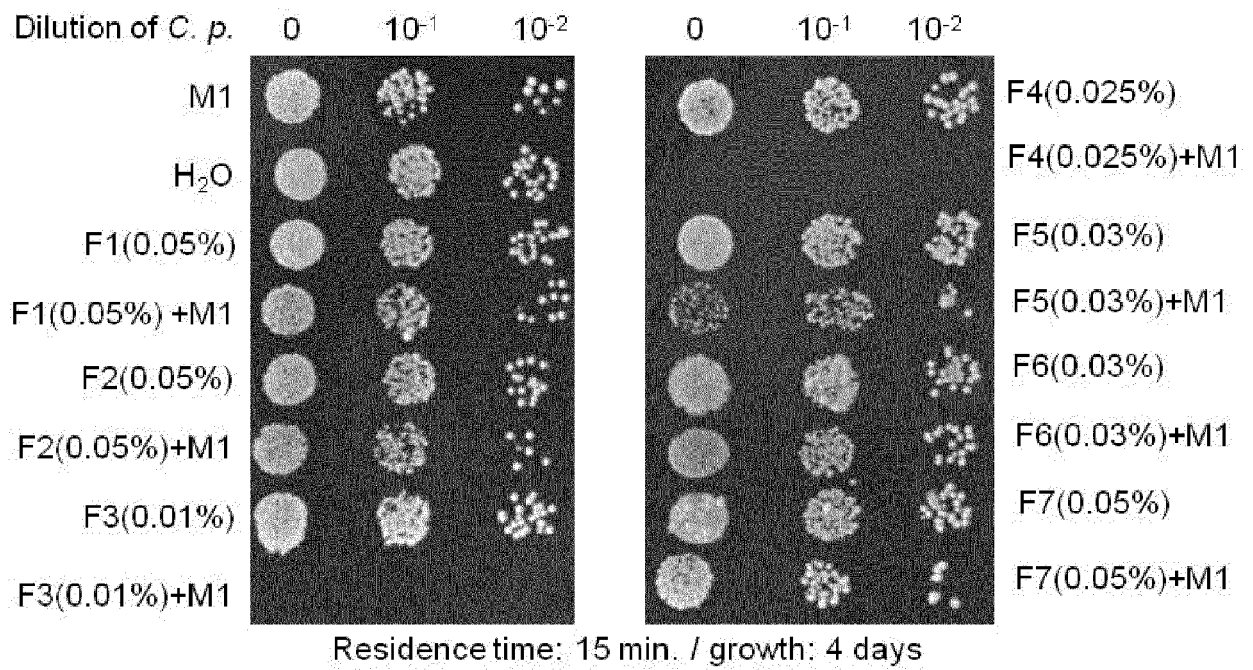 Dilution of C. p. 0 10⁻¹ 10⁻² 0 10⁻¹ 10⁻²
M1
H₂O
F1(0.05%)
F1(0.05%) +M1
F2(0.05%)
F2(0.05%)+M1
F3(0.01%)
F3(0.01%)+M1
F4(0.025%)
F4(0.025%)+M1
F5(0.03%)
F5(0.03%)+M1
F6(0.03%)
F6(0.03%)+M1
F7(0.05%)
F7(0.05%)+M1
Residence time: 15 min. / growth: 4 days